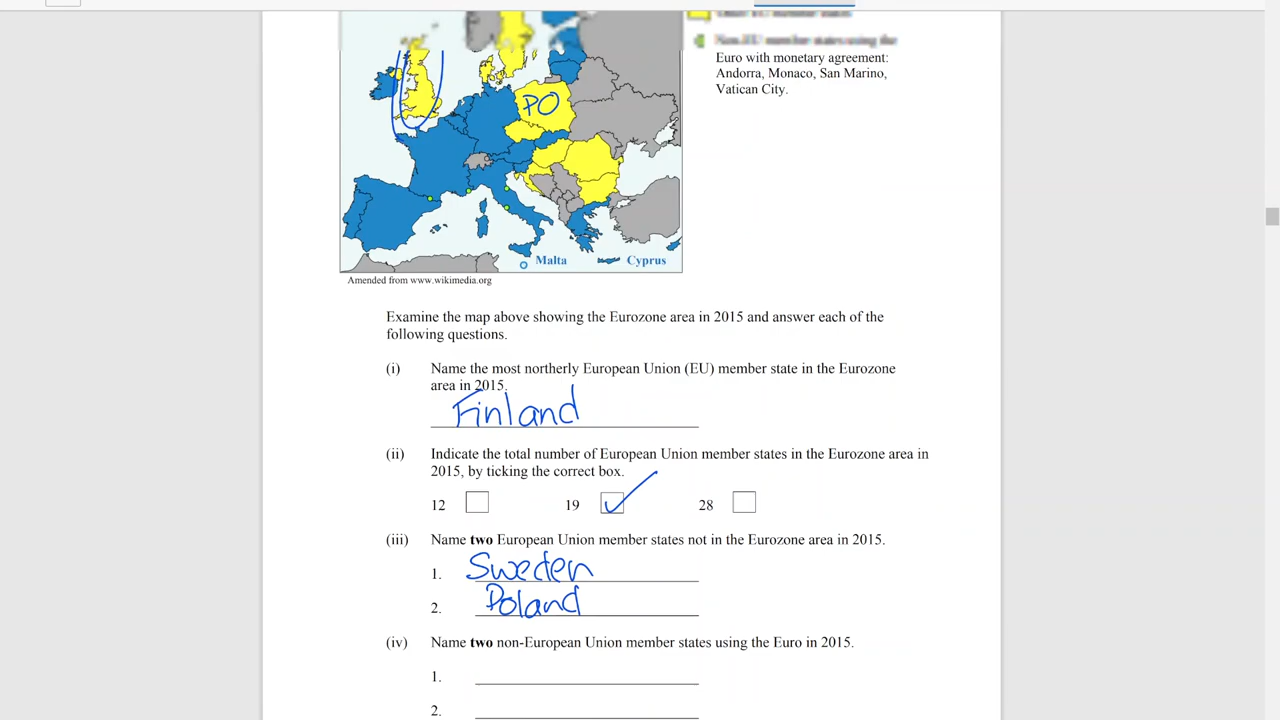 PO
Euro with monetary agreement:
Andorra, Monaco, San Marino,
Vatican City.
Malta
Cyprus
Amended from www.wikimedia.org
Examine the map above showing the Eurozone area in 2015 and answer each of the
following questions.
(i) Name the most northerly European Union (EU) member state in the Eurozone
area in 2015.
Finland
(ii) Indicate the total number of European Union member states in the Eurozone area in
2015, by ticking the correct box.
12 19 28
(iii) Name two European Union member states not in the Eurozone area in 2015.
1. Sweden
2. Poland
(iv) Name two non-European Union member states using the Euro in 2015.
1.
2.